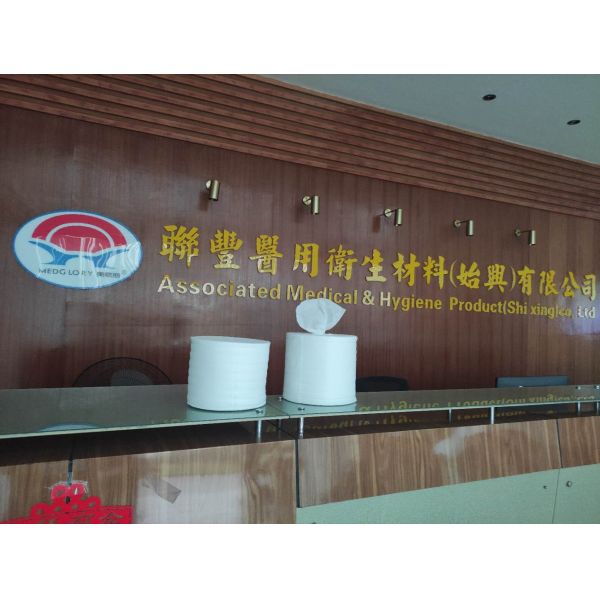 聯豐醫用衛生材料(始興)有限公司
Associated Medical & Hygiene Product(Shi xing)co. Ltd
MEDGLORY